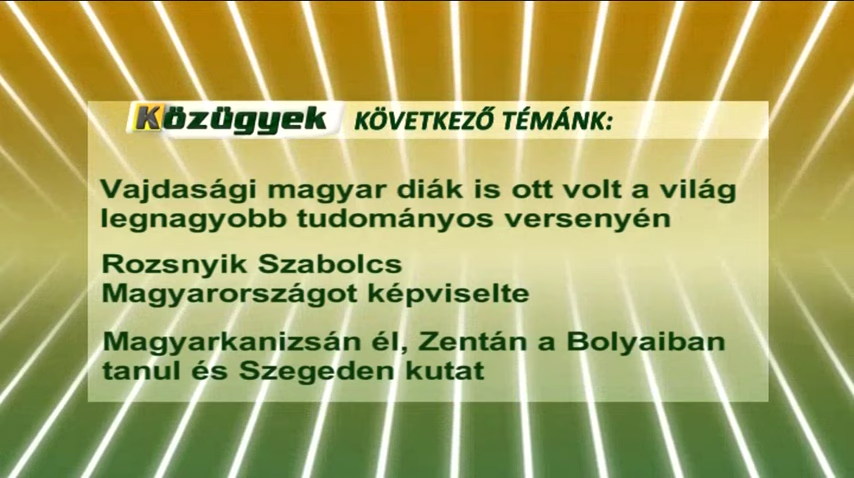 Közügyek KÖVETKEZŐ TÉMÁNK:
Vajdasági magyar diák is ott volt a világ
legnagyobb tudományos versenyén
Rozsnyik Szabolcs
Magyarországot képviselte
Magyarkanizsán él, Zentán a Bolyaiban
tanul és Szegeden kutat